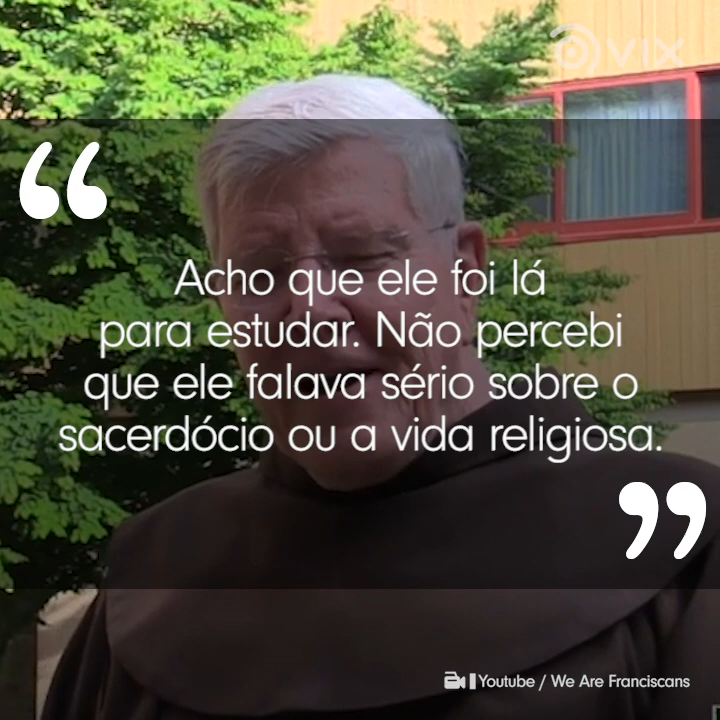 VIX
“
Acho que ele foi lá
para estudar. Não percebi
que ele falava sério sobre o
sacerdócio ou a vida religiosa.
”
Youtube / We Are Franciscans